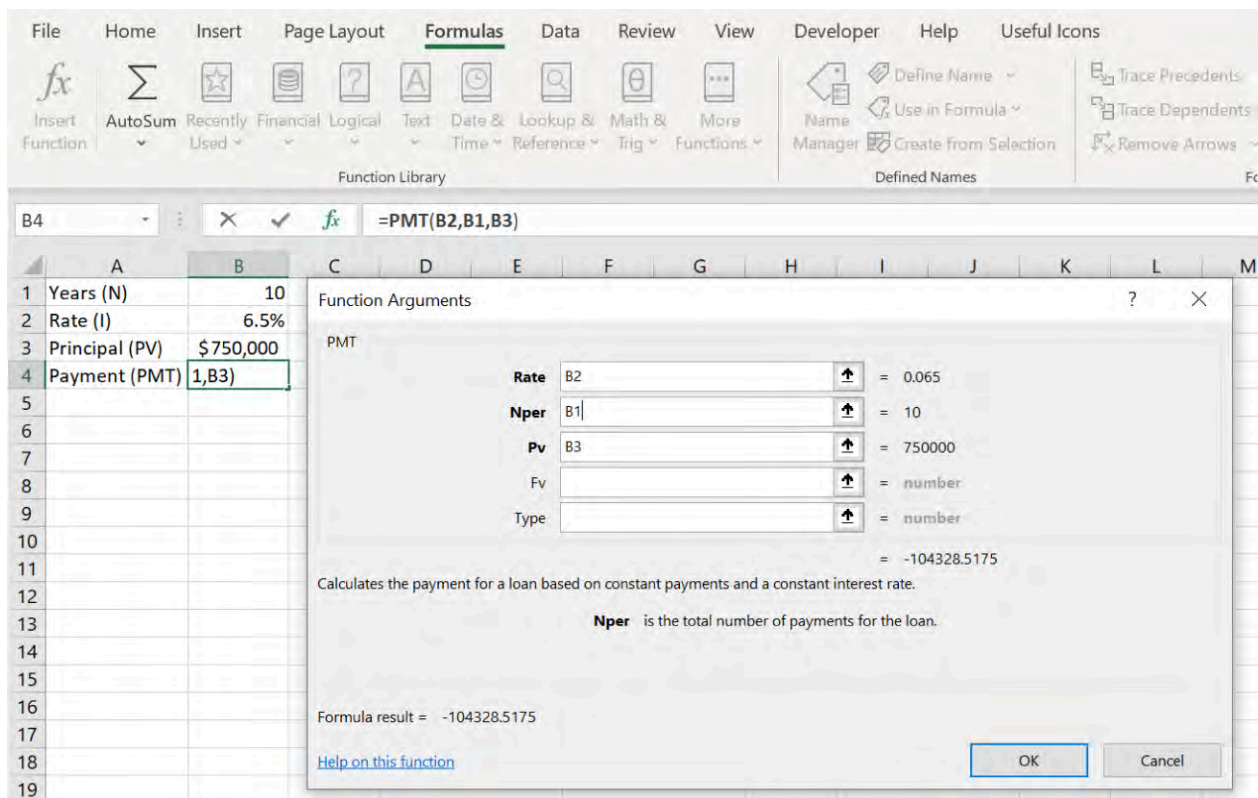 File Home Insert Page Layout Formulas Data Review View Developer Help Useful Icons
fx Insert Function
Σ AutoSum
Recently Used
Financial
Logical
Text
Date & Time
Lookup & Reference
Math & Trig
More Functions
Function Library
Name Manager
Define Name
Use in Formula
Create from Selection
Defined Names
Trace Precedents
Trace Dependents
Remove Arrows
Fo
B4 fx =PMT(B2,B1,B3)
A B C D E F G H I J K L M
1 Years (N) 10
2 Rate (I) 6.5%
3 Principal (PV) $750,000
4 Payment (PMT) 1,B3)
5
6
7
8
9
10
11
12
13
14
15
16
17
18
19
Function Arguments ?
PMT
Rate B2 = 0.065
Nper B1 = 10
Pv B3 = 750000
Fv = number
Type = number
= -104328.5175
Calculates the payment for a loan based on constant payments and a constant interest rate.
Nper is the total number of payments for the loan.
Formula result = -104328.5175
Help on this function OK Cancel